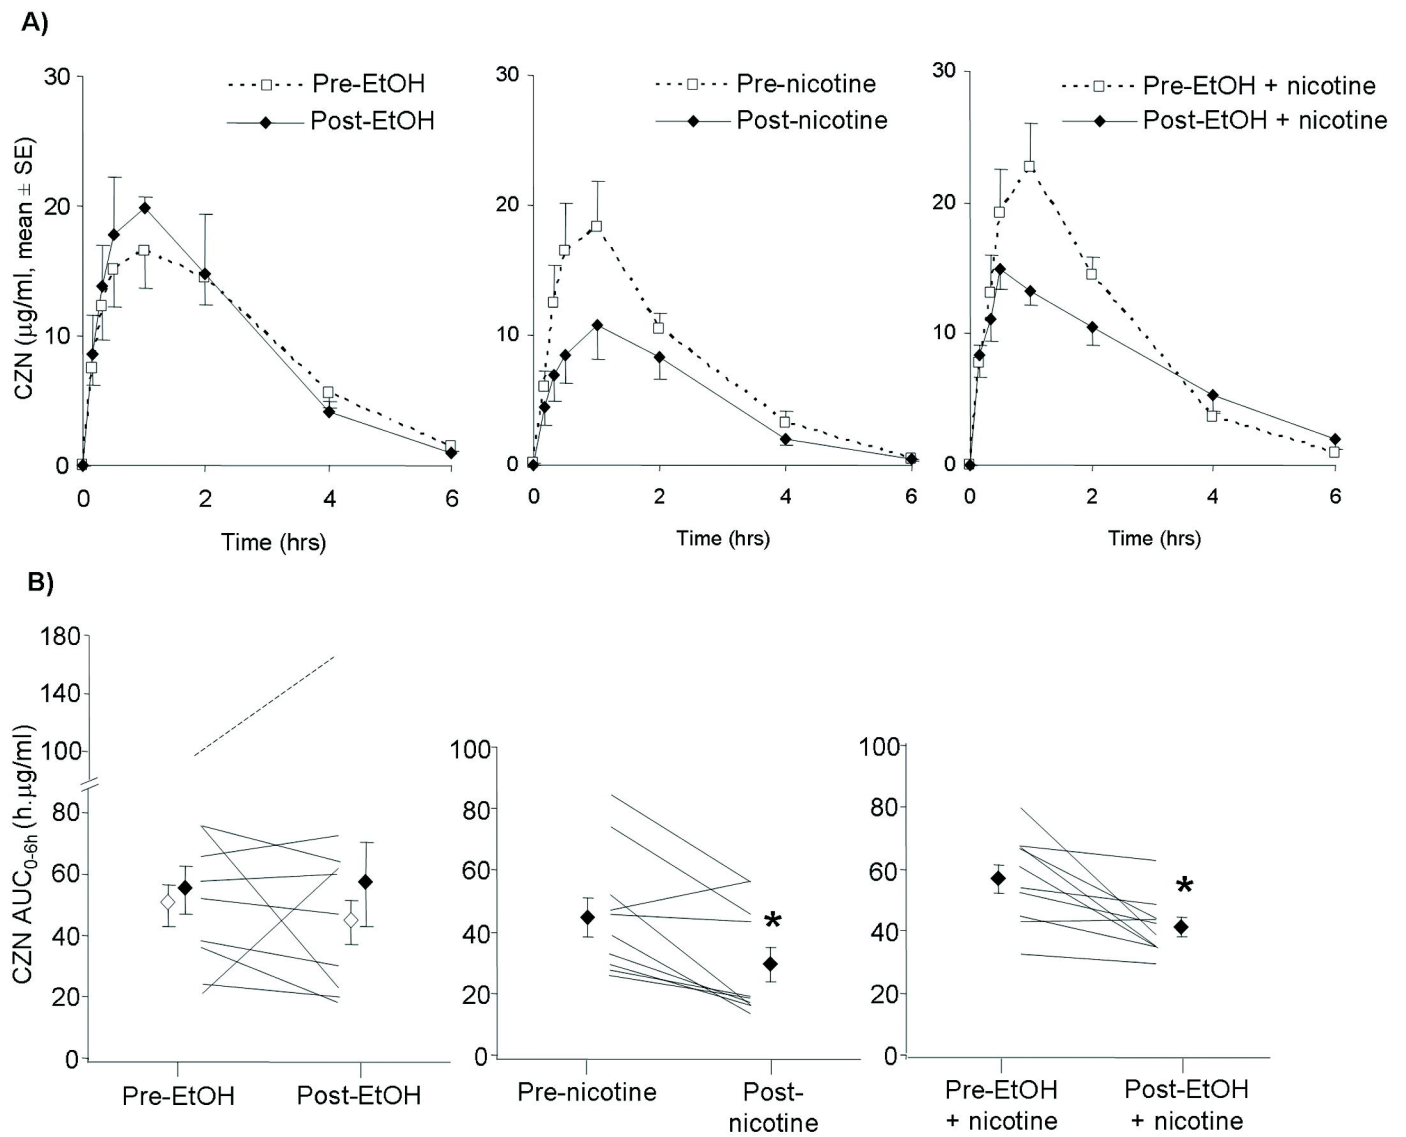 A)
30
20
10
0
CZN (µg/ml, mean ± SE)
Pre-EtOH
Post-EtOH
0 2 4 6
Time (hrs)
30
20
10
0
Pre-nicotine
Post-nicotine
0 2 4 6
Time (hrs)
30
20
10
0
Pre-EtOH + nicotine
Post-EtOH + nicotine
0 2 4 6
Time (hrs)
B)
180
140
100
80
60
40
20
0
CZN AUC0-6h (h.µg/ml)
Pre-EtOH Post-EtOH
100
80
60
40
20
0
*
Pre-nicotine Post-
nicotine
100
80
60
40
20
0
*
Pre-EtOH Post-EtOH
+ nicotine + nicotine